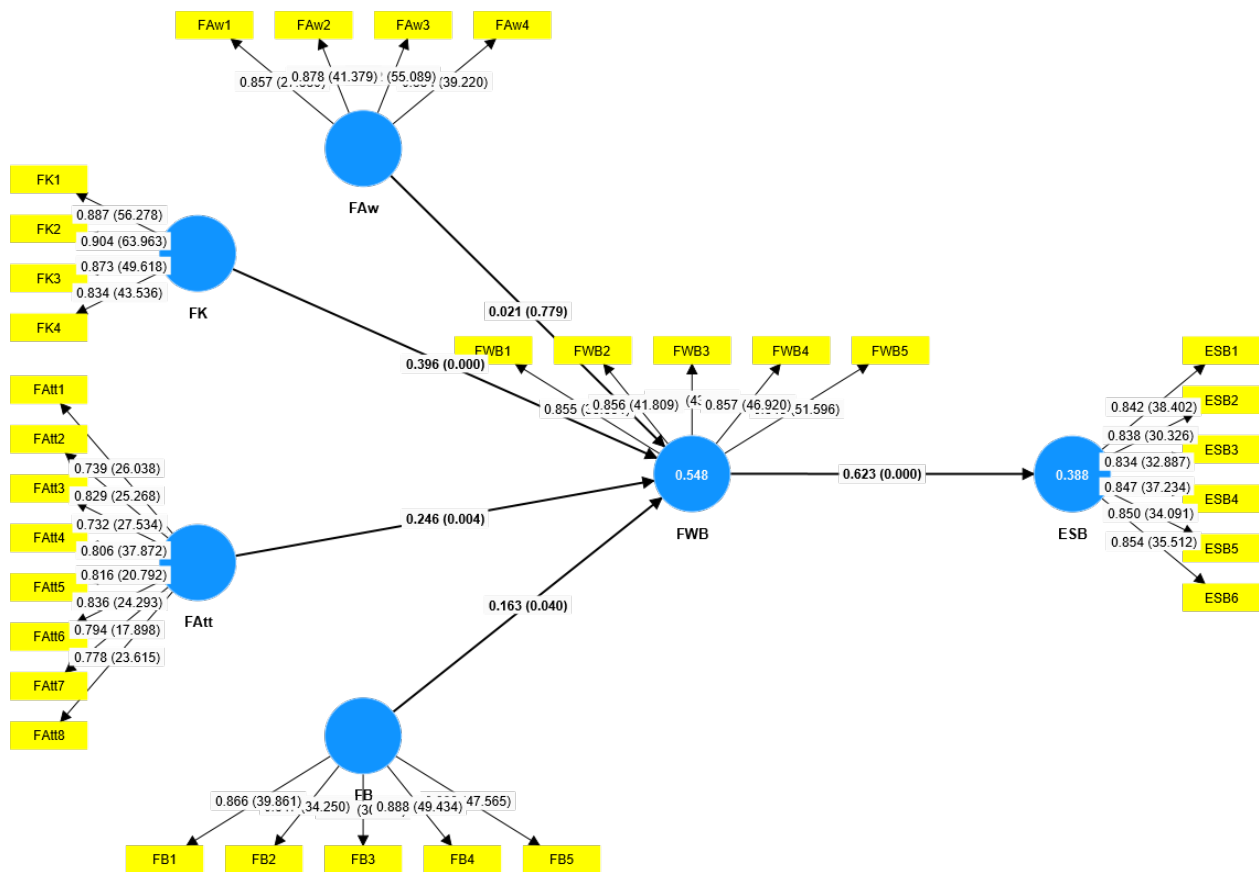 FAw1 FAw2 FAw3 FAw4
0.857 0.878 (41.379) (55.089) (39.220)
FAw
FK1
FK2
FK3
FK4
0.887 (56.278)
0.904 (63.963)
0.873 (49.618)
0.834 (43.536)
FK
0.021 (0.779)
0.396 (0.000)
FWB1 FWB2 FWB3 FWB4 FWB5
0.855 0.856 (41.809) 0.857 (46.920) 51.596)
FAtt1
FAtt2
FAtt3
FAtt4
FAtt5
FAtt6
FAtt7
FAtt8
0.739 (26.038)
0.829 (25.268)
0.732 (27.534)
0.806 (37.872)
0.816 (20.792)
0.836 (24.293)
0.794 (17.898)
0.778 (23.615)
FAtt
0.246 (0.004)
0.548
FWB
0.623 (0.000)
0.388
ESB
ESB1
ESB2
ESB3
ESB4
ESB5
ESB6
0.842 (38.402)
0.838 (30.326)
0.834 (32.887)
0.847 (37.234)
0.850 (34.091)
0.854 (35.512)
0.163 (0.040)
FB
0.866 (39.861) (34.250) 0.888 (49.434) (47.565)
FB1 FB2 FB3 FB4 FB5